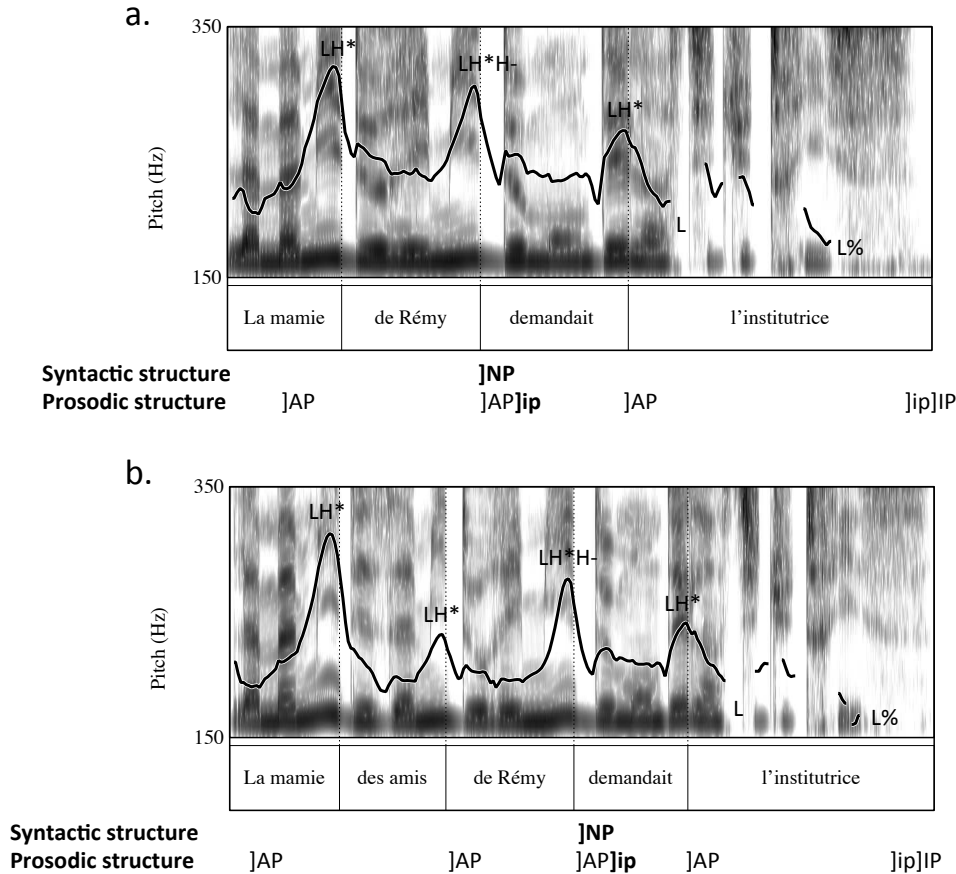 a.
350
LH*
LH*H-
LH*
L
L%
Pitch (Hz)
150
La mamie de Rémy demandait l’institutrice
Syntactic structure ]NP
Prosodic structure ]AP ]AP]ip ]AP ]ip]IP
b.
350
LH*
LH*
LH*H-
LH*
L
L%
Pitch (Hz)
150
La mamie des amis de Rémy demandait l’institutrice
Syntactic structure ]NP
Prosodic structure ]AP ]AP ]AP]ip ]AP ]ip]IP